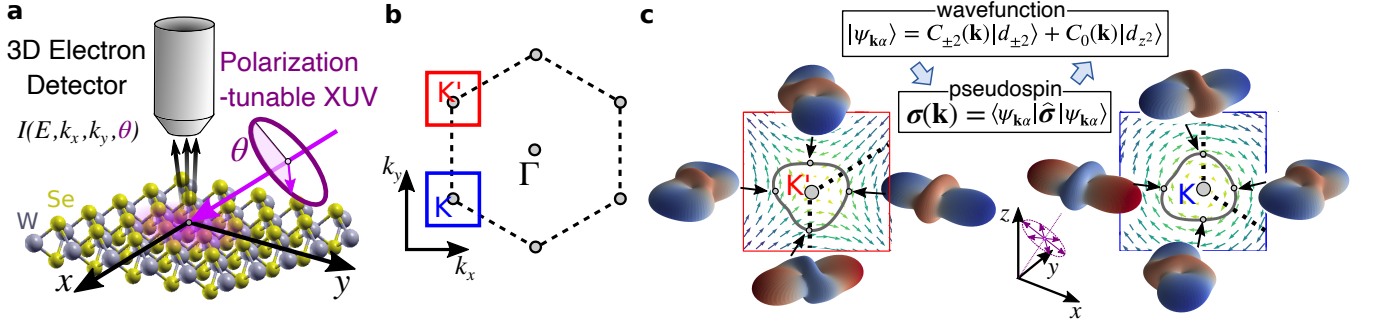 a
3D Electron
Detector
I(E,kx,ky,θ)
Polarization
-tunable XUV
θ
Se
W
x
y
b
K'
Γ
K
ky
kx
c
wavefunction
|ψ𝐤α⟩ = C±2(𝐤)|d±2⟩ + C0(𝐤)|dz²⟩
pseudospin
𝝈(𝐤) = ⟨ψ𝐤α|𝝈̂|ψ𝐤α⟩
K'
K
z
y
x